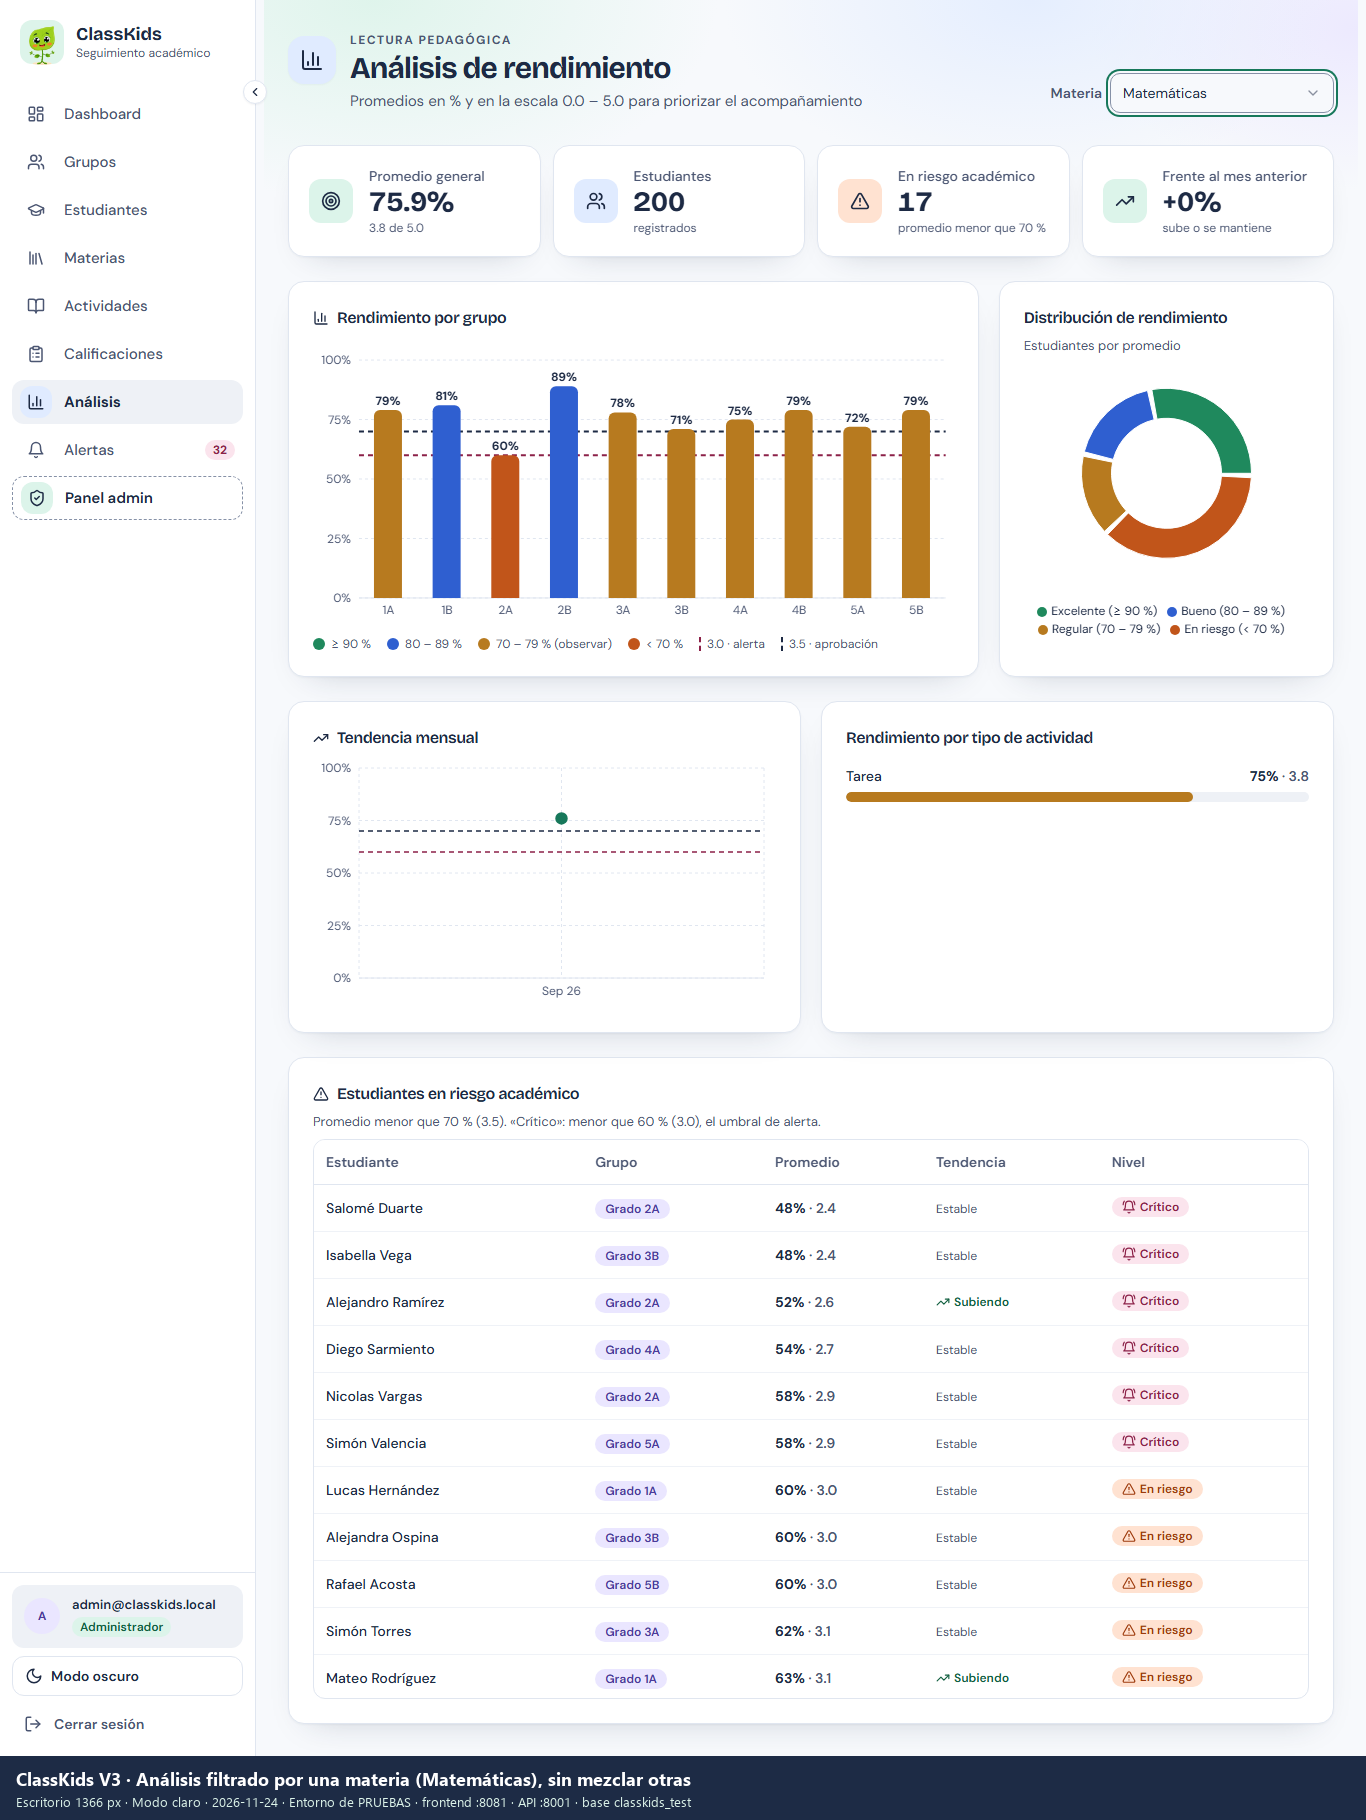 ClassKids
Seguimiento académico
Dashboard
Grupos
Estudiantes
Materias
Actividades
Calificaciones
Análisis
Alertas 32
Panel admin
A admin@classkids.local
Administrador
Modo oscuro
Cerrar sesión
LECTURA PEDAGÓGICA
Análisis de rendimiento
Promedios en % y en la escala 0.0 – 5.0 para priorizar el acompañamiento
Materia Matemáticas
Promedio general
75.9%
3.8 de 5.0
Estudiantes
200
registrados
En riesgo académico
17
promedio menor que 70 %
Frente al mes anterior
+0%
sube o se mantiene
Rendimiento por grupo
100%
75%
50%
25%
0%
79% 81% 60% 89% 78% 71% 75% 79% 72% 79%
1A 1B 2A 2B 3A 3B 4A 4B 5A 5B
≥ 90 % 80 – 89 % 70 – 79 % (observar) < 70 % 3.0 · alerta 3.5 · aprobación
Distribución de rendimiento
Estudiantes por promedio
Excelente (≥ 90 %) Bueno (80 – 89 %)
Regular (70 – 79 %) En riesgo (< 70 %)
Tendencia mensual
100%
75%
50%
25%
0%
Sep 26
Rendimiento por tipo de actividad
Tarea 75% · 3.8
Estudiantes en riesgo académico
Promedio menor que 70 % (3.5). «Crítico»: menor que 60 % (3.0), el umbral de alerta.
Estudiante Grupo Promedio Tendencia Nivel
Salomé Duarte Grado 2A 48% · 2.4 Estable Crítico
Isabella Vega Grado 3B 48% · 2.4 Estable Crítico
Alejandro Ramírez Grado 2A 52% · 2.6 Subiendo Crítico
Diego Sarmiento Grado 4A 54% · 2.7 Estable Crítico
Nicolas Vargas Grado 2A 58% · 2.9 Estable Crítico
Simón Valencia Grado 5A 58% · 2.9 Estable Crítico
Lucas Hernández Grado 1A 60% · 3.0 Estable En riesgo
Alejandra Ospina Grado 3B 60% · 3.0 Estable En riesgo
Rafael Acosta Grado 5B 60% · 3.0 Estable En riesgo
Simón Torres Grado 3A 62% · 3.1 Estable En riesgo
Mateo Rodríguez Grado 1A 63% · 3.1 Subiendo En riesgo
ClassKids V3 · Análisis filtrado por una materia (Matemáticas), sin mezclar otras
Escritorio 1366 px · Modo claro · 2026-11-24 · Entorno de PRUEBAS · frontend :8081 · API :8001 · base classkids_test